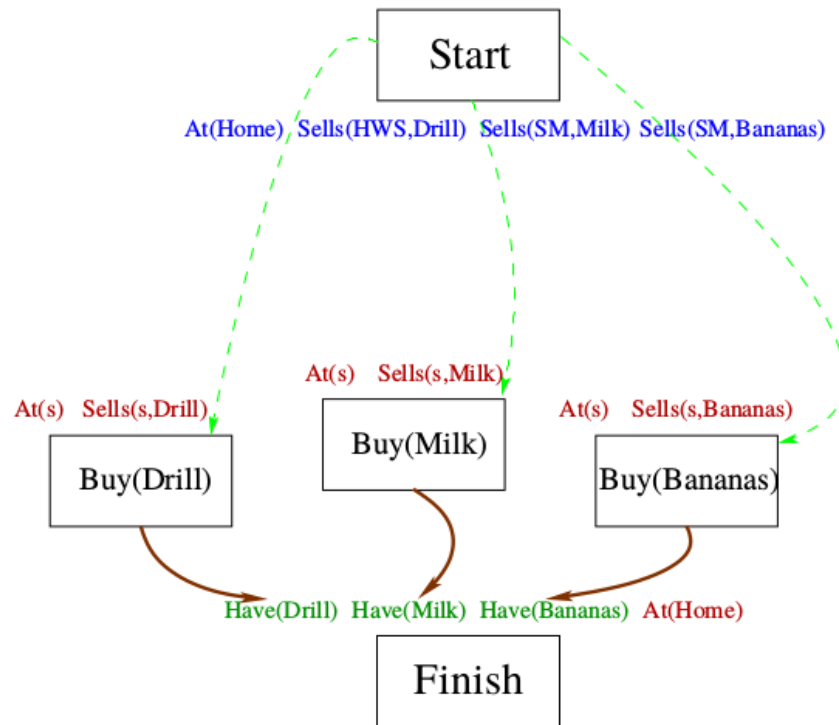 Start
At(Home) Sells(HWS,Drill) Sells(SM,Milk) Sells(SM,Bananas)
At(s) Sells(s,Milk)
At(s) Sells(s,Drill)
At(s) Sells(s,Bananas)
Buy(Drill)
Buy(Milk)
Buy(Bananas)
Have(Drill) Have(Milk) Have(Bananas) At(Home)
Finish